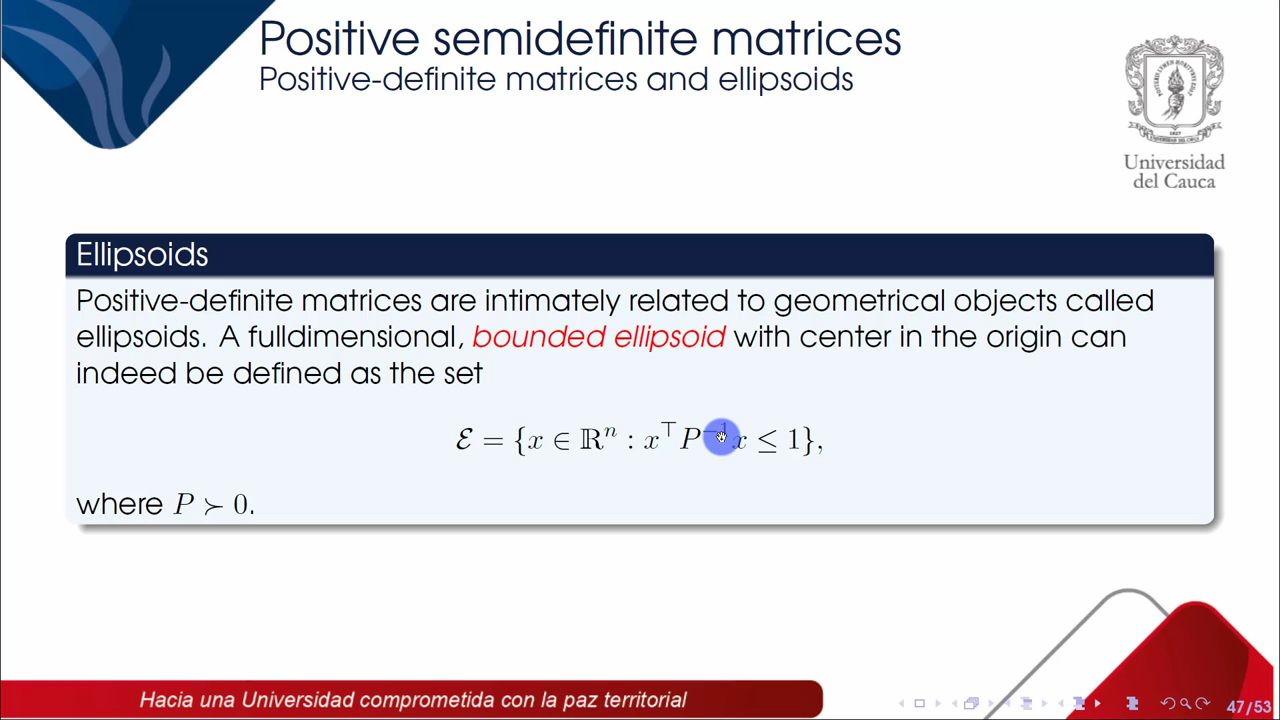 Positive semidefinite matrices
Positive-definite matrices and ellipsoids
1827
Universidad
del Cauca
Ellipsoids
Positive-definite matrices are intimately related to geometrical objects called
ellipsoids. A fulldimensional, bounded ellipsoid with center in the origin can
indeed be defined as the set
ℰ = {x ∈ ℝⁿ : x⊤P⁻¹x ≤ 1},
where P ≻ 0.
Hacia una Universidad comprometida con la paz territorial
47/53